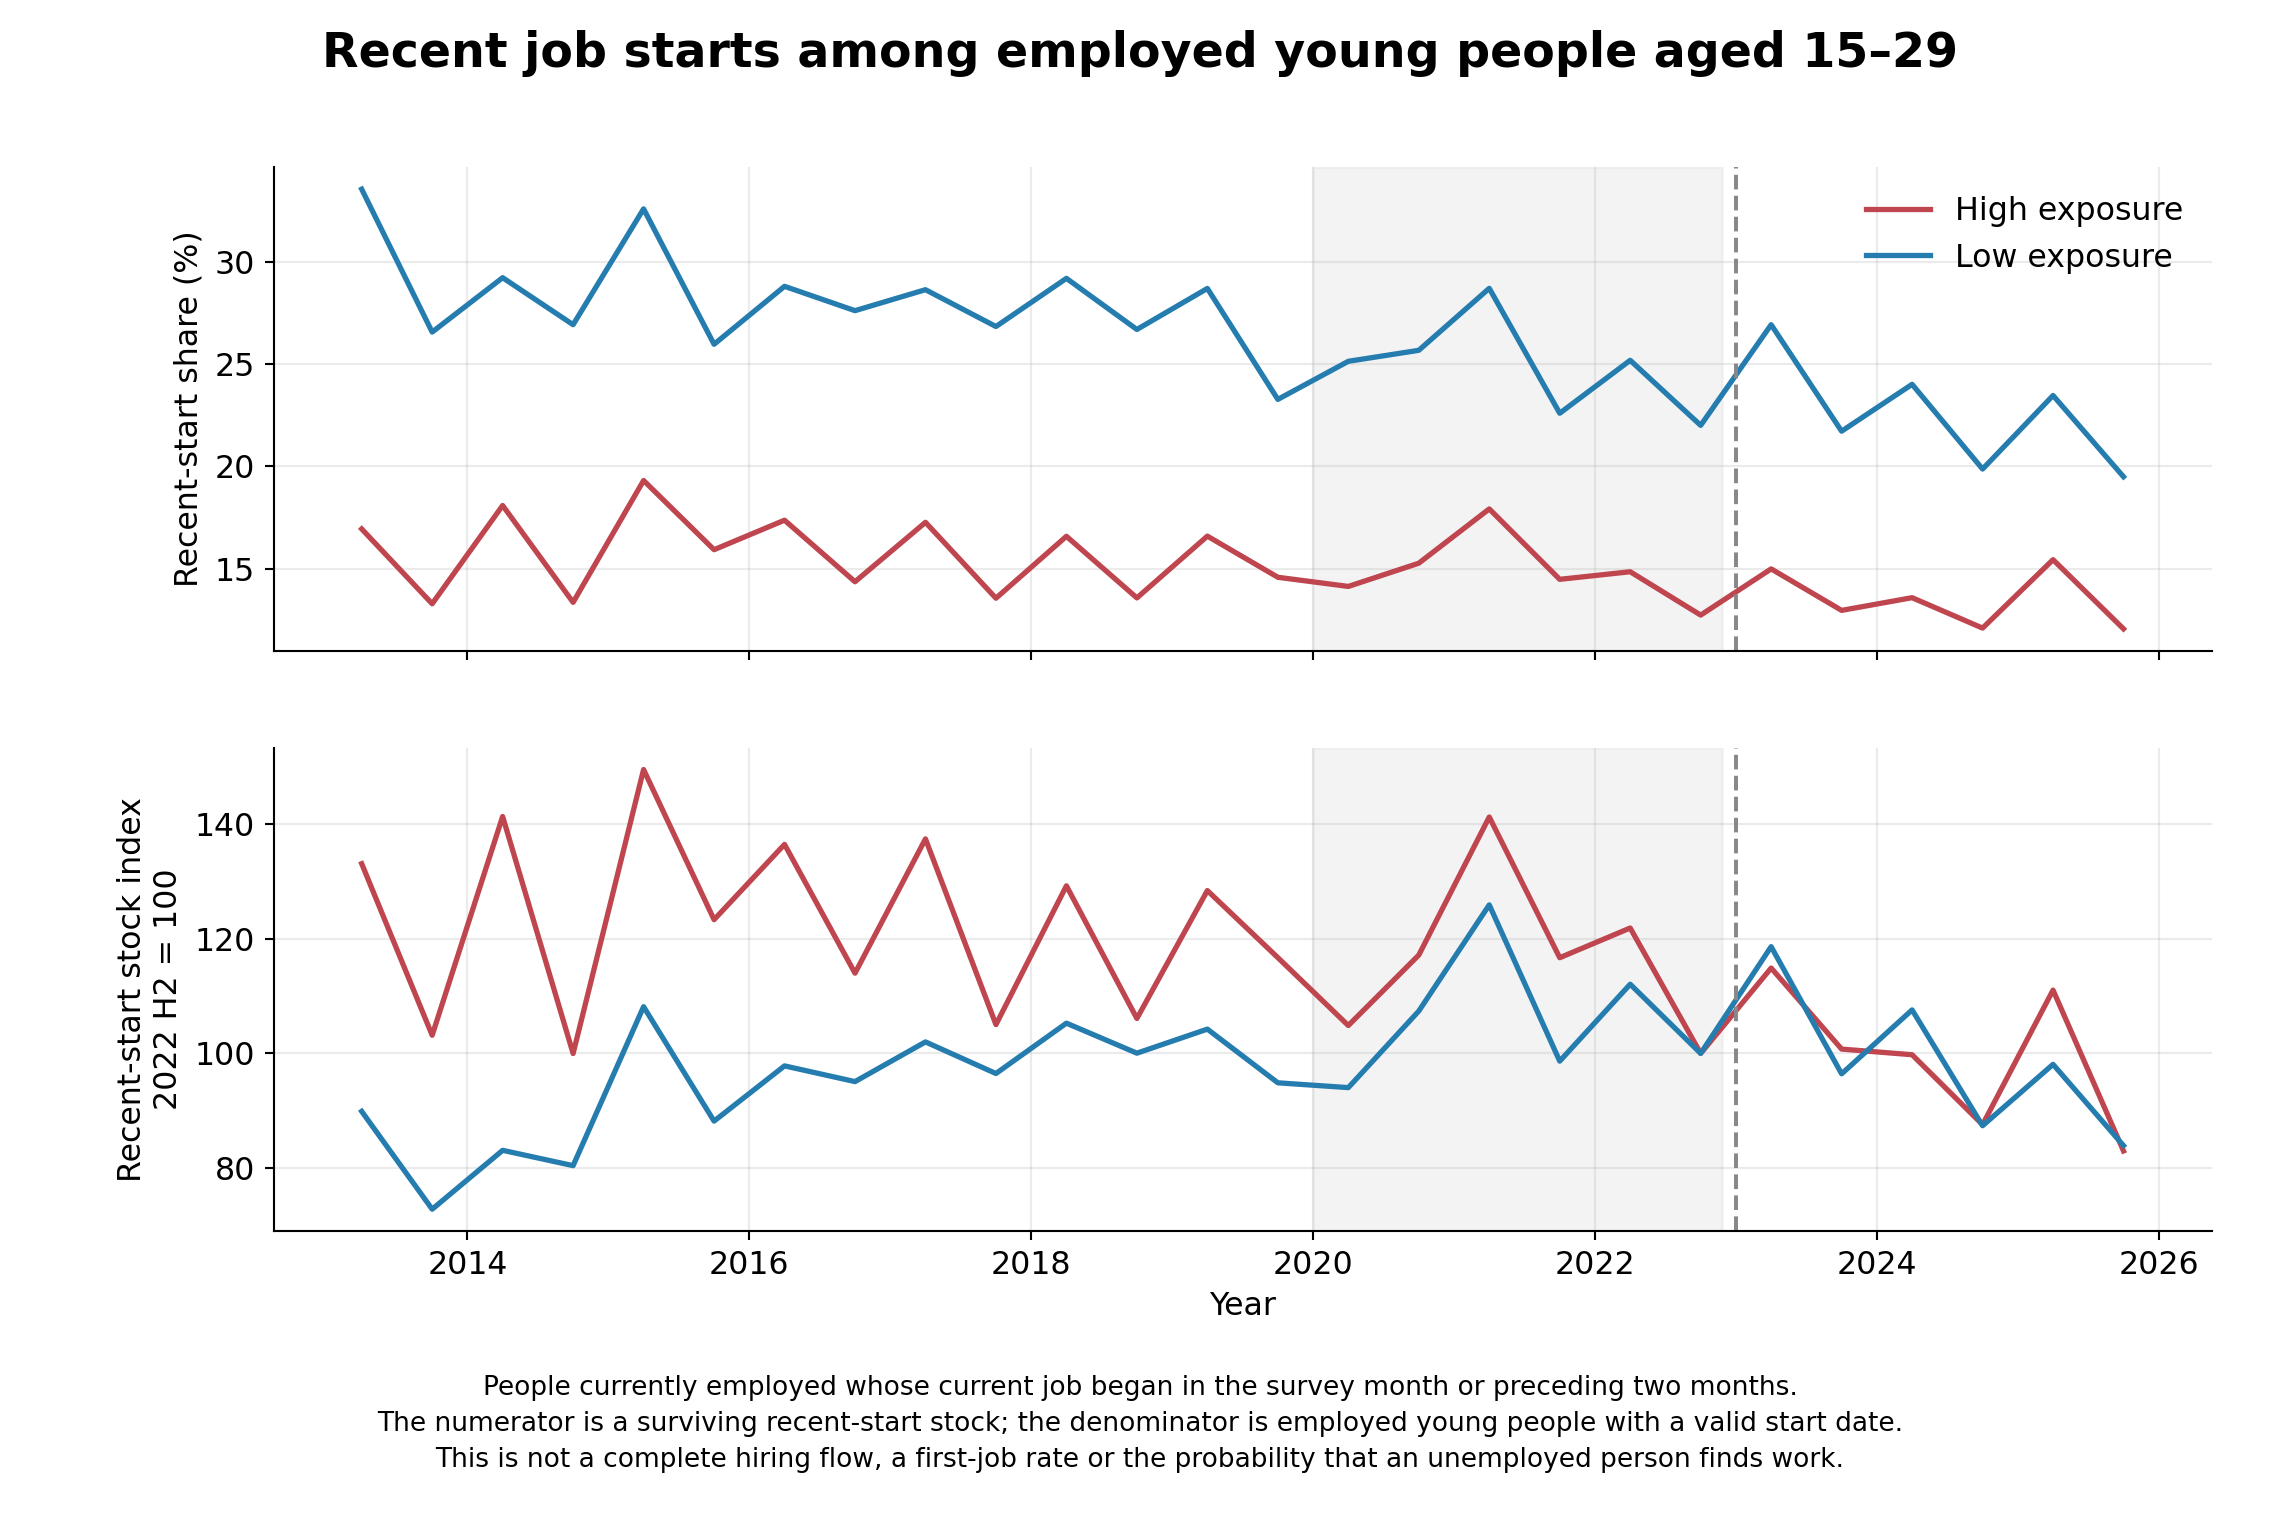 Recent job starts among employed young people aged 15–29
Recent-start share (%)
30
25
20
15
High exposure
Low exposure
Recent-start stock index
2022 H2 = 100
140
120
100
80
2014 2016 2018 2020 2022 2024 2026
Year
People currently employed whose current job began in the survey month or preceding two months.
The numerator is a surviving recent-start stock; the denominator is employed young people with a valid start date.
This is not a complete hiring flow, a first-job rate or the probability that an unemployed person finds work.